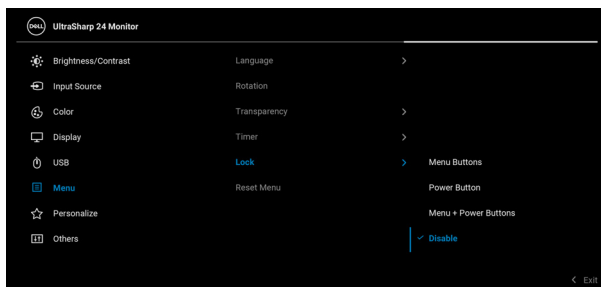 DELL UltraSharp 24 Monitor
Brightness/Contrast Language
Input Source Rotation
Color Transparency
Display Timer
USB Lock Menu Buttons
Menu Reset Menu Power Button
Personalize Menu + Power Buttons
Others Disable
Exit